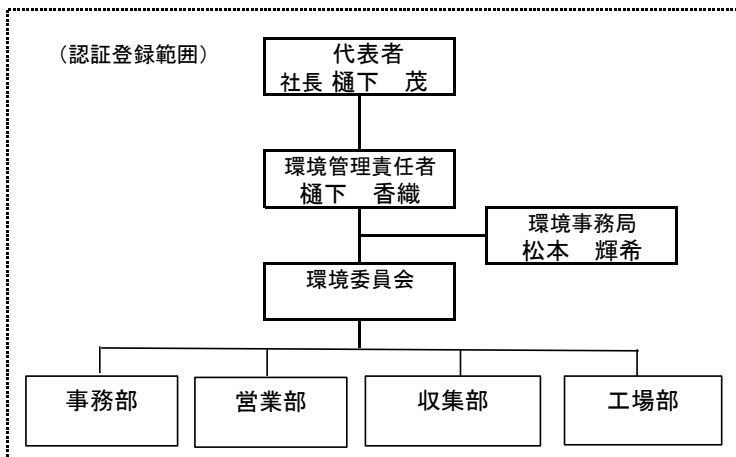 （認証登録範囲）
代表者
社長 樋下　茂
環境管理責任者
樋下　香織
環境事務局
松本　輝希
環境委員会
事務部
営業部
収集部
工場部